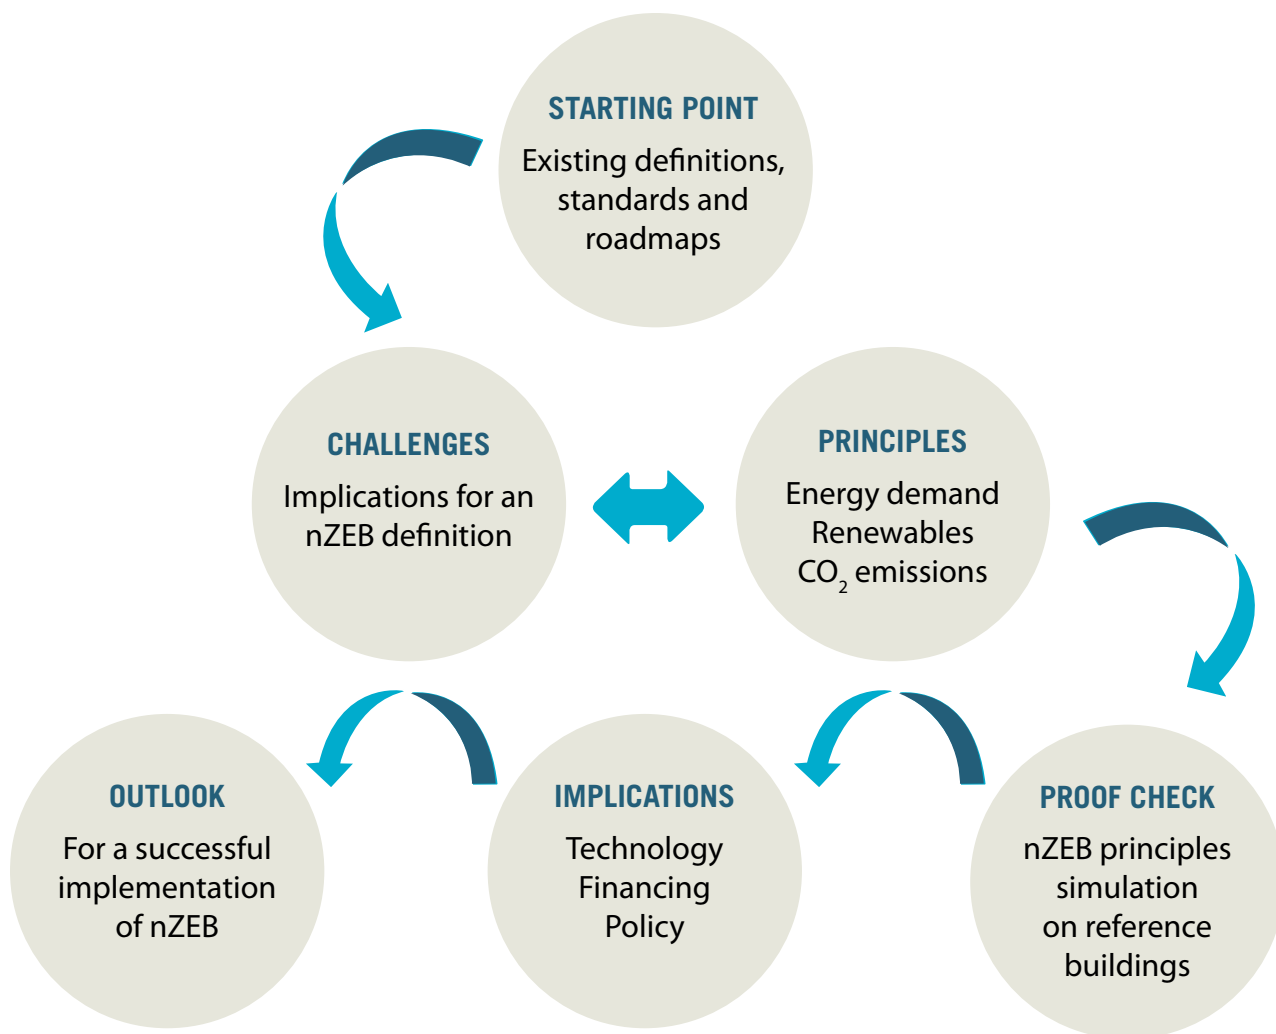 STARTING POINT
Existing definitions,
standards and
roadmaps
CHALLENGES
Implications for an
nZEB definition
PRINCIPLES
Energy demand
Renewables
CO₂ emissions
OUTLOOK
For a successful
implementation
of nZEB
IMPLICATIONS
Technology
Financing
Policy
PROOF CHECK
nZEB principles
simulation
on reference
buildings